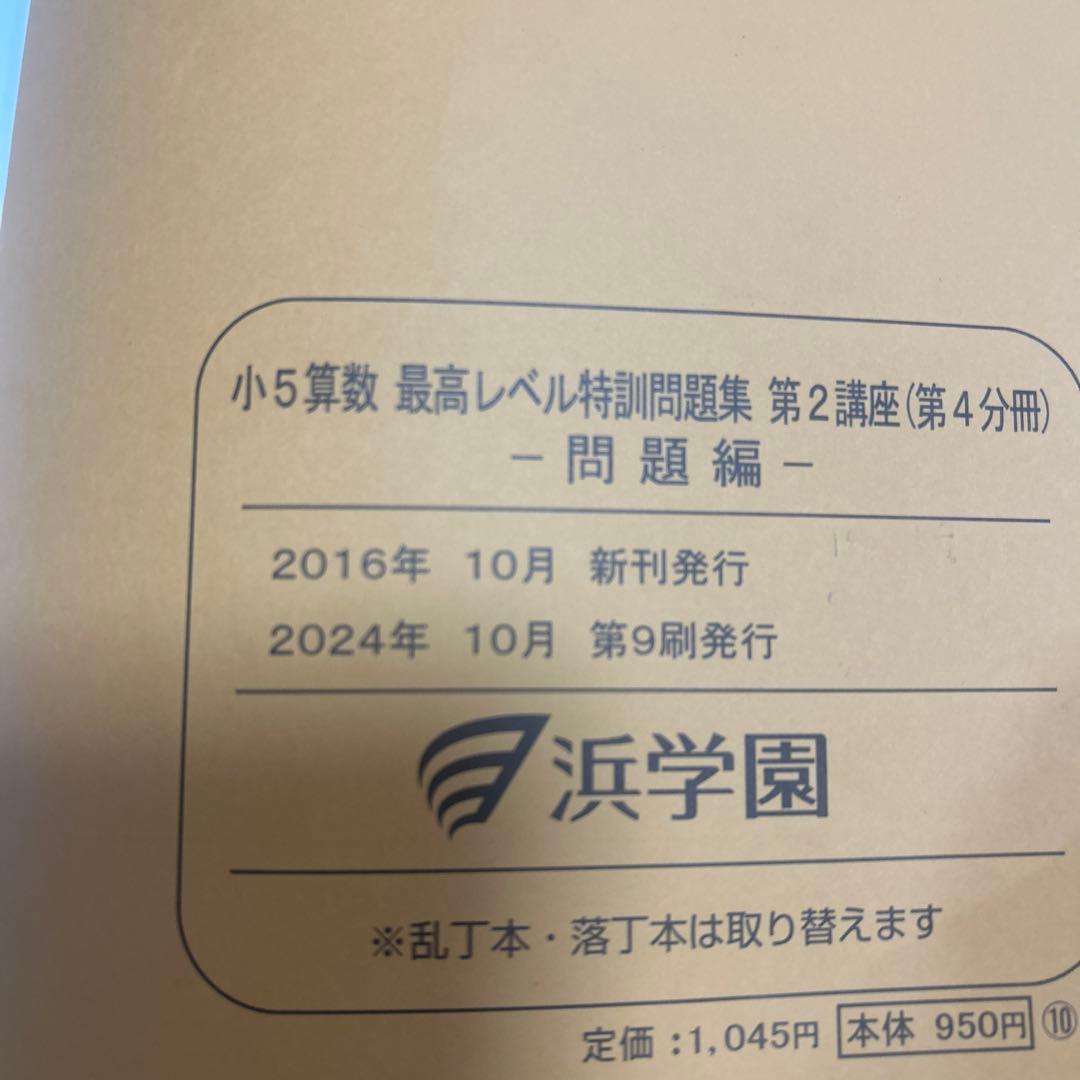 小5算数 最高レベル特訓問題集 第2講座(第4分冊)
－問題編－
2016年 10月 新刊発行
2024年 10月 第9刷発行
浜学園
※乱丁本・落丁本は取り替えます
定価:1,045円 本体 950円 ⑩